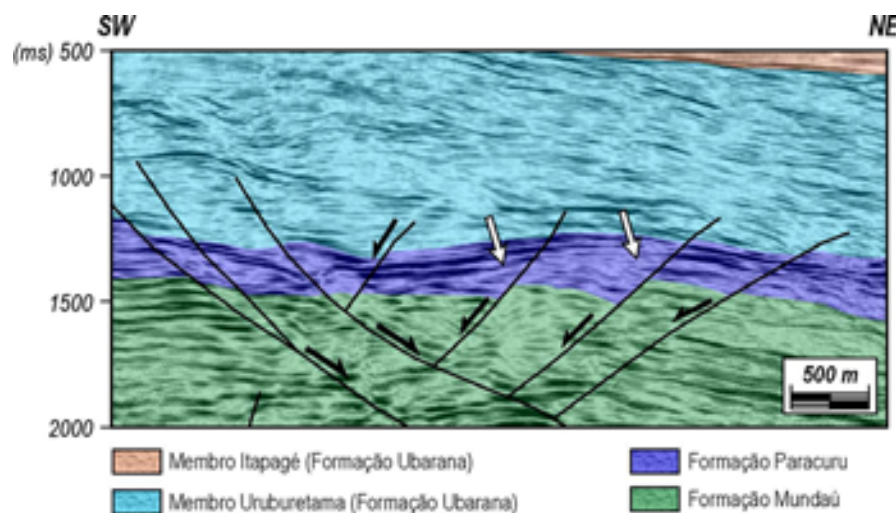 SW NE
(ms) 500
1000
1500
500 m
2000
Membro Itapagé (Formação Ubarana) Formação Paracuru
Membro Uruburetama (Formação Ubarana) Formação Mundaú